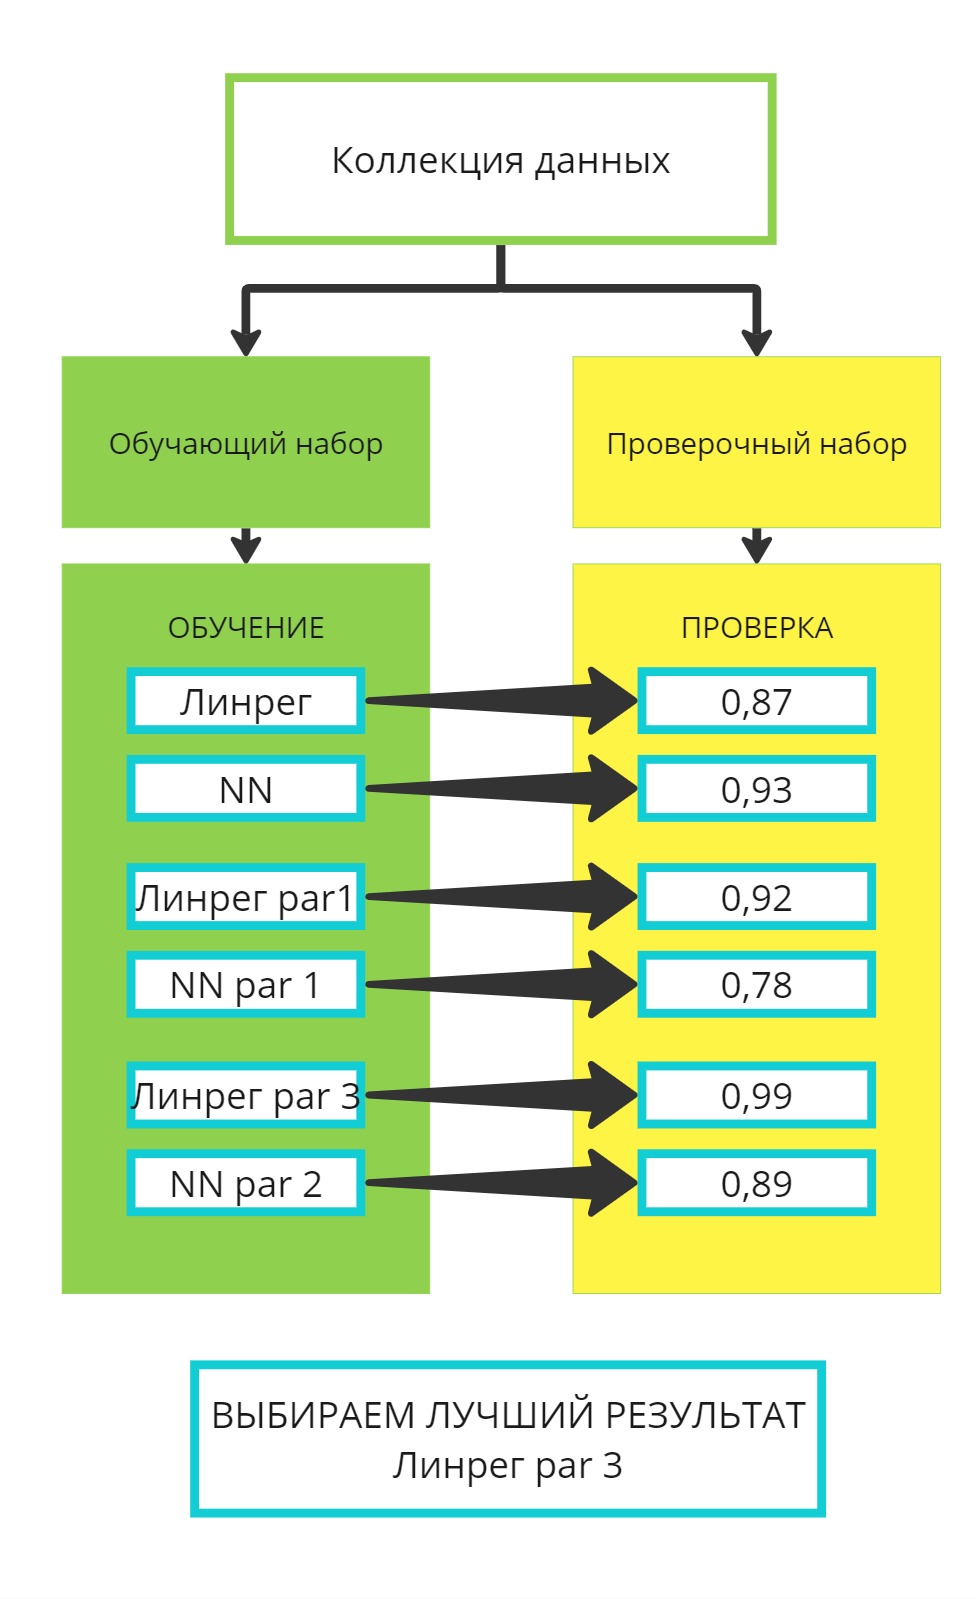 Коллекция данных
Обучающий набор
Проверочный набор
ОБУЧЕНИЕ
ПРОВЕРКА
Линрег
0,87
NN
0,93
Линрег par1
0,92
NN par 1
0,78
Линрег par 3
0,99
NN par 2
0,89
ВЫБИРАЕМ ЛУЧШИЙ РЕЗУЛЬТАТ
Линрег par 3